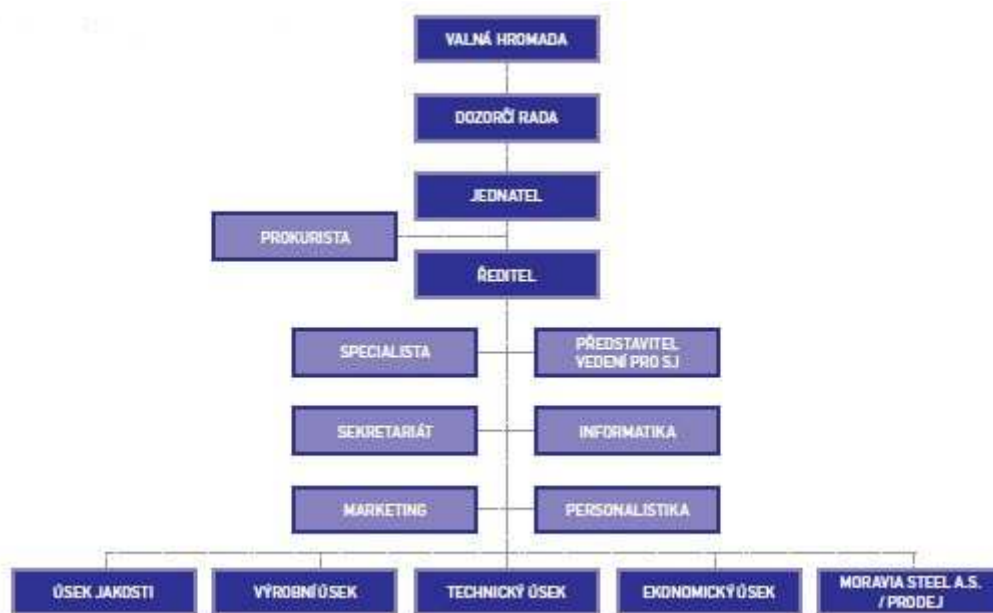 VALNÁ HROMADA
DOZORČÍ RADA
JEDNATEL
PROKURISTA
ŘEDITEL
SPECIALISTA
PŘEDSTAVITEL
VEDENÍ PRO SJ
SEKRETARIÁT
INFORMATIKA
MARKETING
PERSONALISTIKA
ÚSEK JAKOSTI
VÝROBNÍ ÚSEK
TECHNICKÝ ÚSEK
EKONOMICKÝ ÚSEK
MORAVIA STEEL A.S.
/ PRODEJ